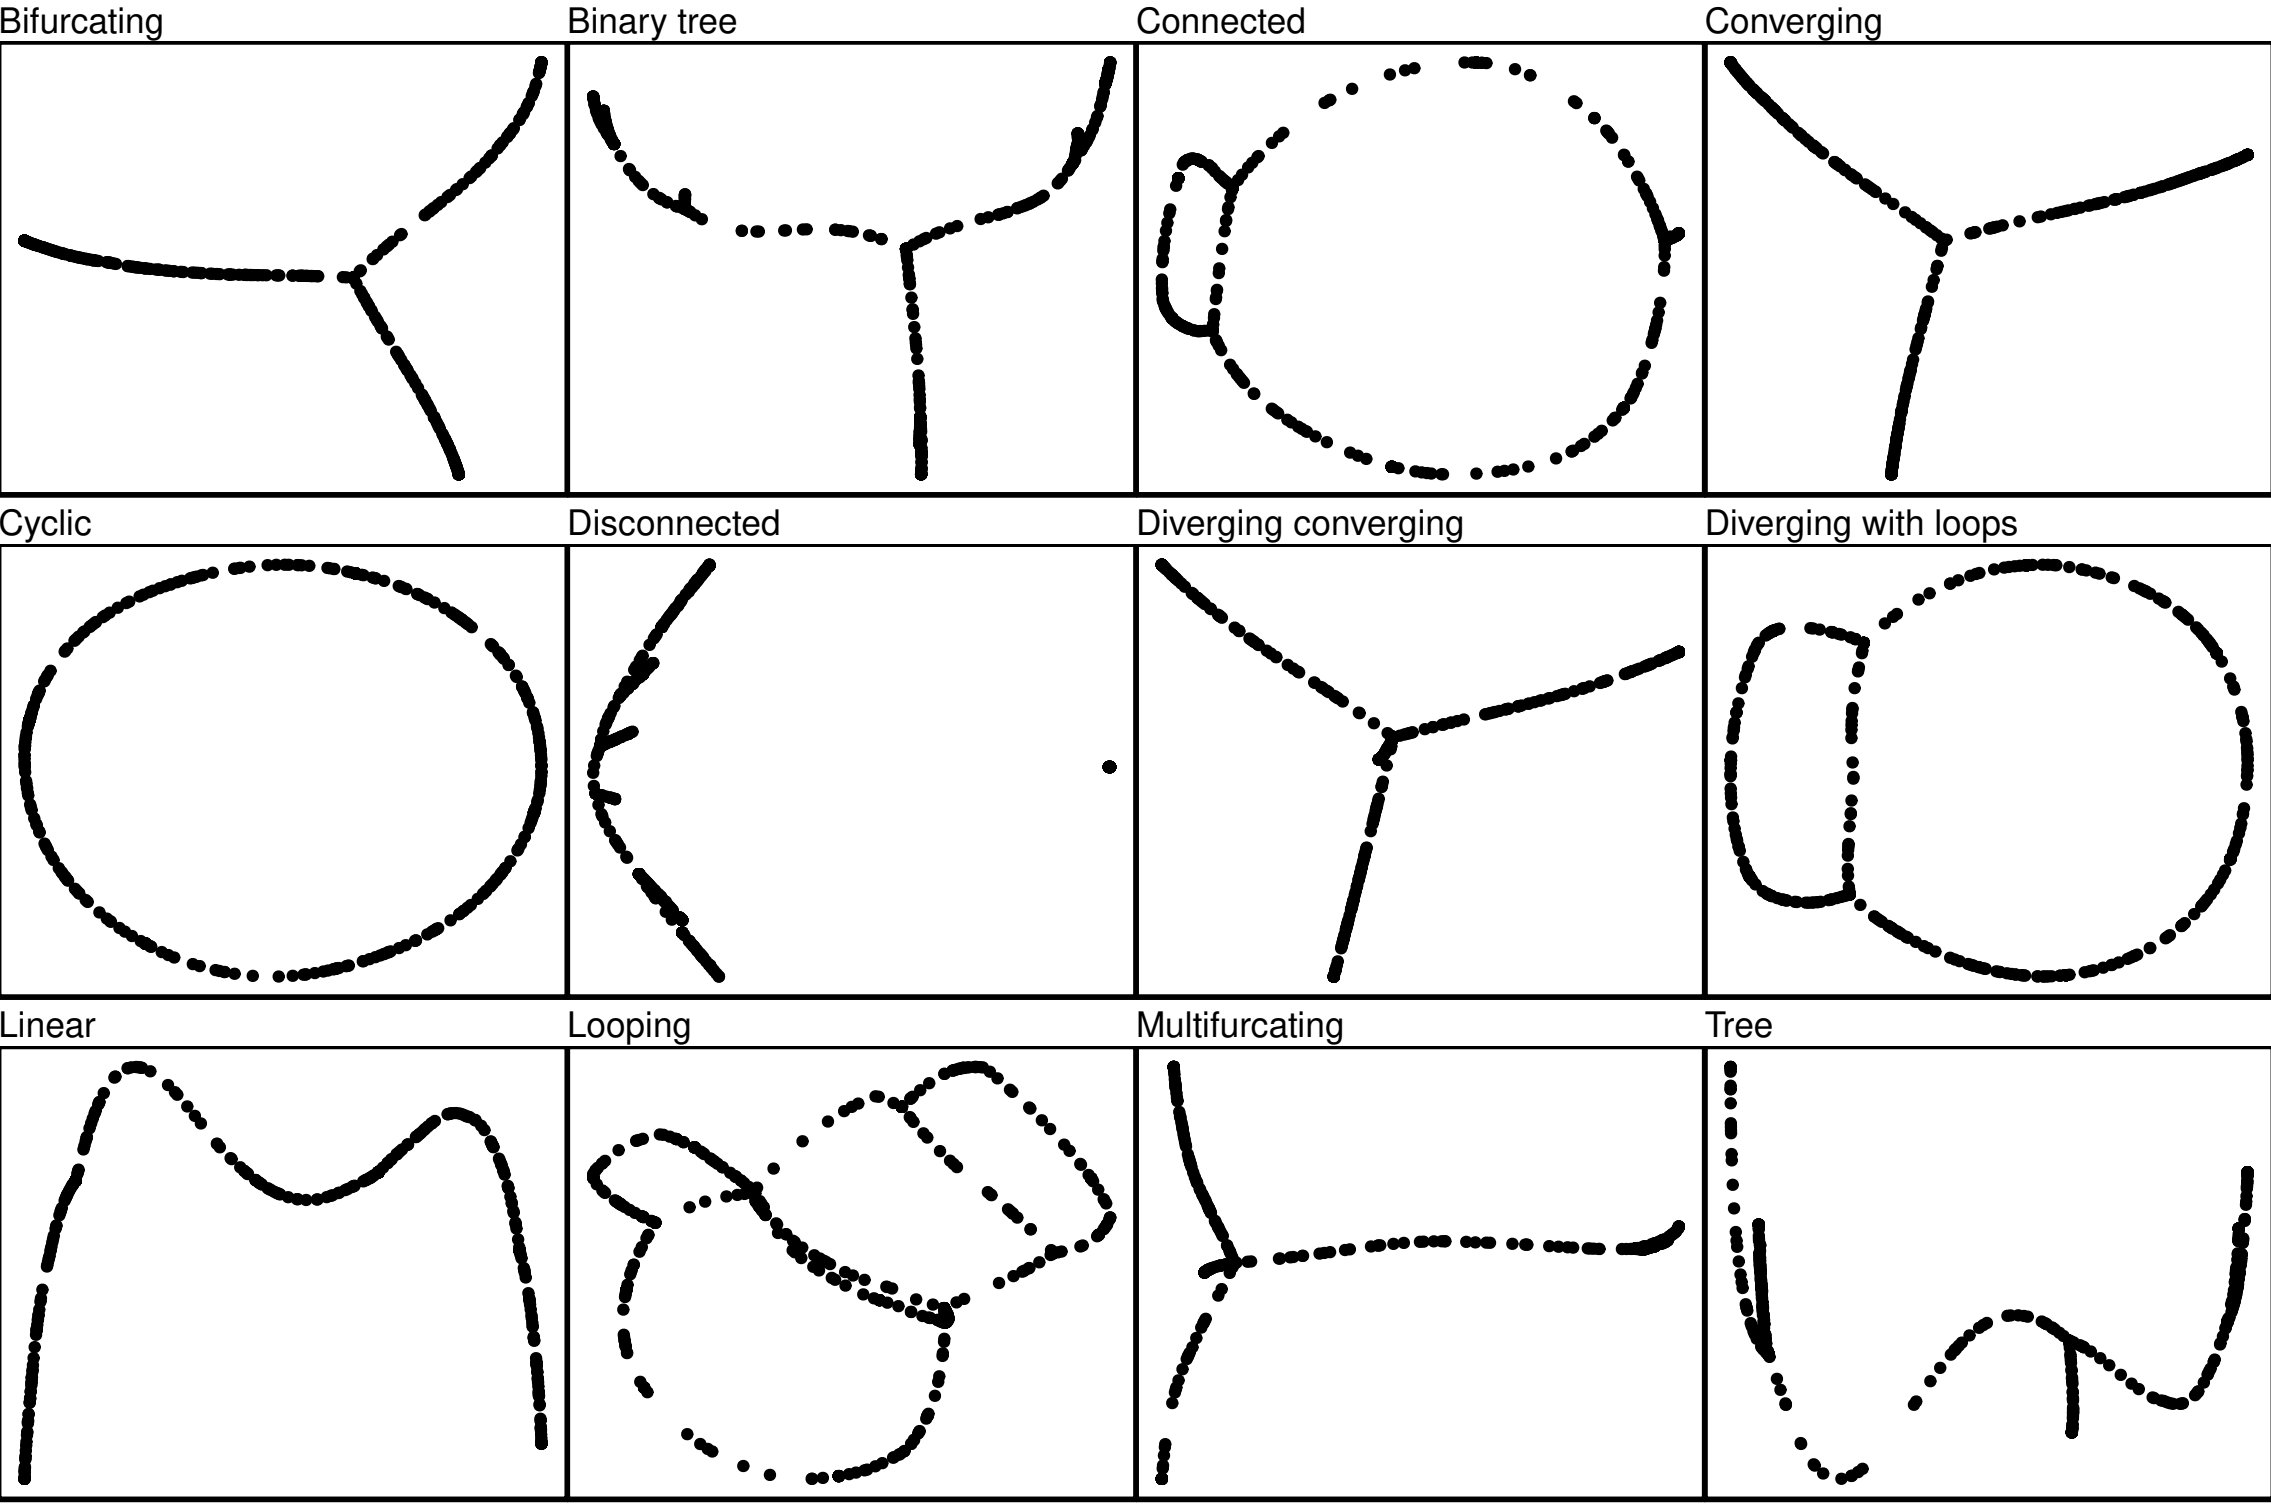 Bifurcating
Binary tree
Connected
Converging
Cyclic
Disconnected
Diverging converging
Diverging with loops
Linear
Looping
Multifurcating
Tree